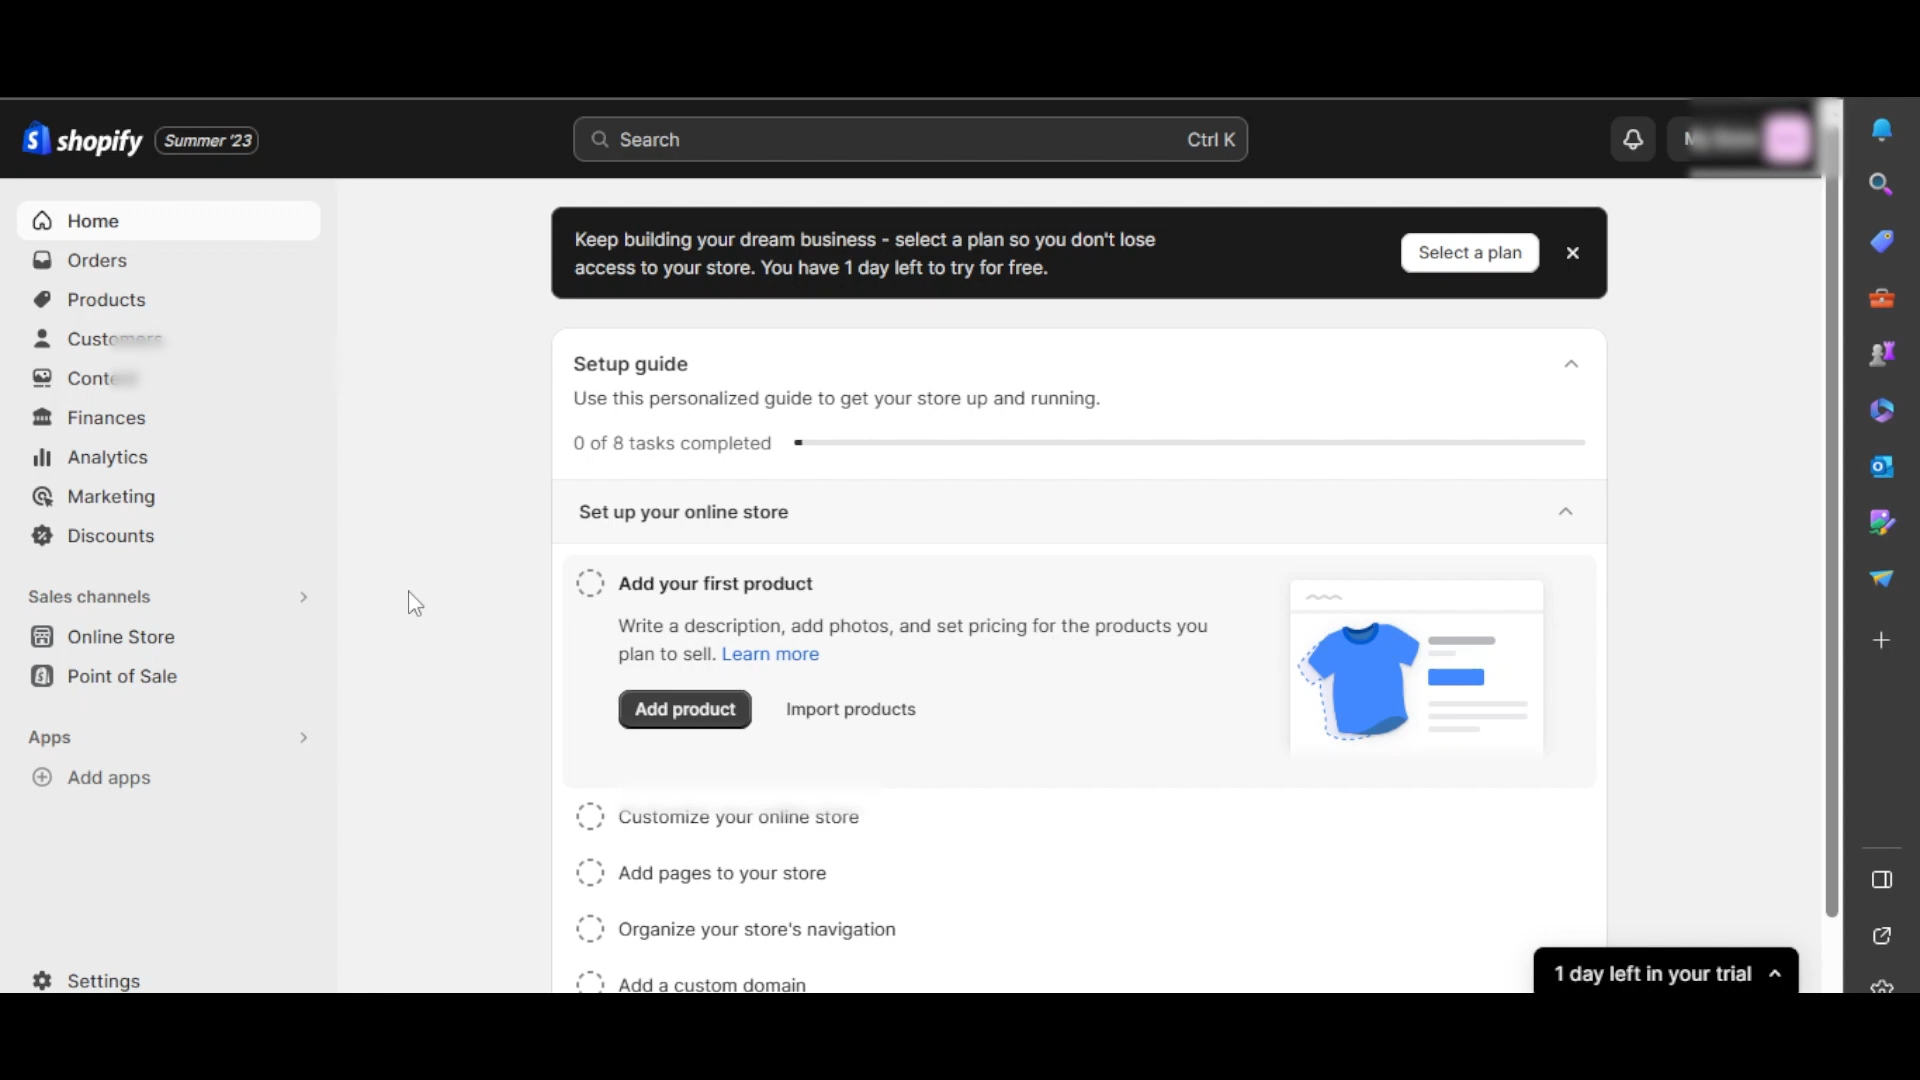 shopify Summer '23
Search Ctrl K
Home
Orders
Products
Customers
Content
Finances
Analytics
Marketing
Discounts
Sales channels
Online Store
Point of Sale
Apps
Add apps
Settings
Keep building your dream business - select a plan so you don't lose
access to your store. You have 1 day left to try for free.
Select a plan
Setup guide
Use this personalized guide to get your store up and running.
0 of 8 tasks completed
Set up your online store
Add your first product
Write a description, add photos, and set pricing for the products you
plan to sell. Learn more
Add product Import products
Customize your online store
Add pages to your store
Organize your store's navigation
Add a custom domain
1 day left in your trial